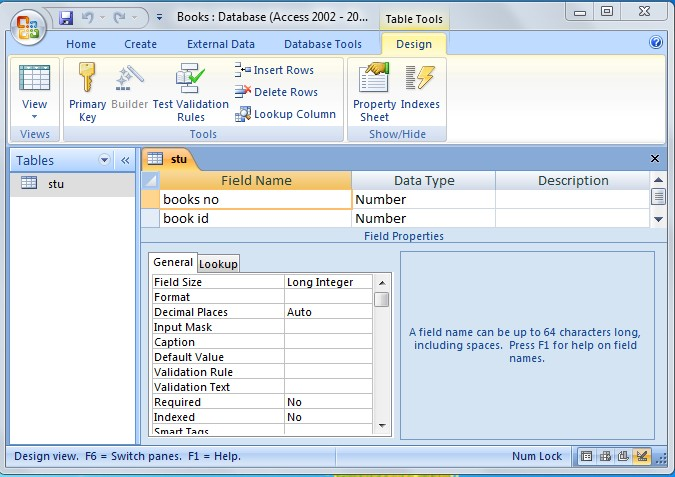 Books : Database (Access 2002 - 20... Table Tools
Home Create External Data Database Tools Design
View
Primary Key
Builder
Test Validation Rules
Insert Rows
Delete Rows
Lookup Column
Property Sheet
Indexes
Views Tools Show/Hide
Tables
stu
stu
Field Name Data Type Description
books no Number
book id Number
Field Properties
General Lookup
Field Size Long Integer
Format
Decimal Places Auto
Input Mask
Caption
Default Value
Validation Rule
Validation Text
Required No
Indexed No
Smart Tags
A field name can be up to 64 characters long,
including spaces. Press F1 for help on field
names.
Design view. F6 = Switch panes. F1 = Help. Num Lock